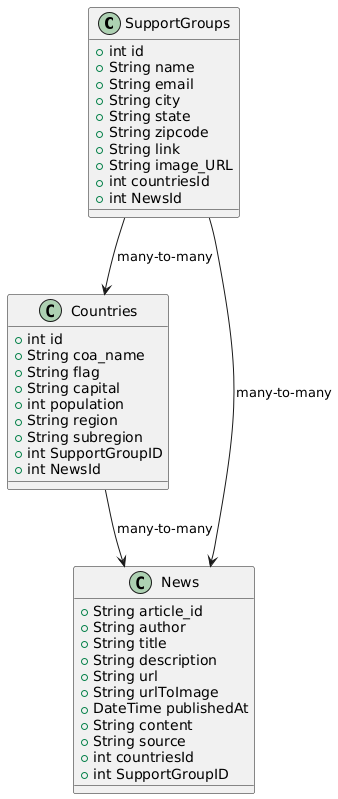 C SupportGroups
int id
String name
String email
String city
String state
String zipcode
String link
String image_URL
int countriesId
int NewsId
many-to-many
C Countries
int id
String coa_name
String flag
String capital
int population
String region
String subregion
int SupportGroupID
int NewsId
many-to-many
many-to-many
C News
String article_id
String author
String title
String description
String url
String urlToImage
DateTime publishedAt
String content
String source
int countriesId
int SupportGroupID